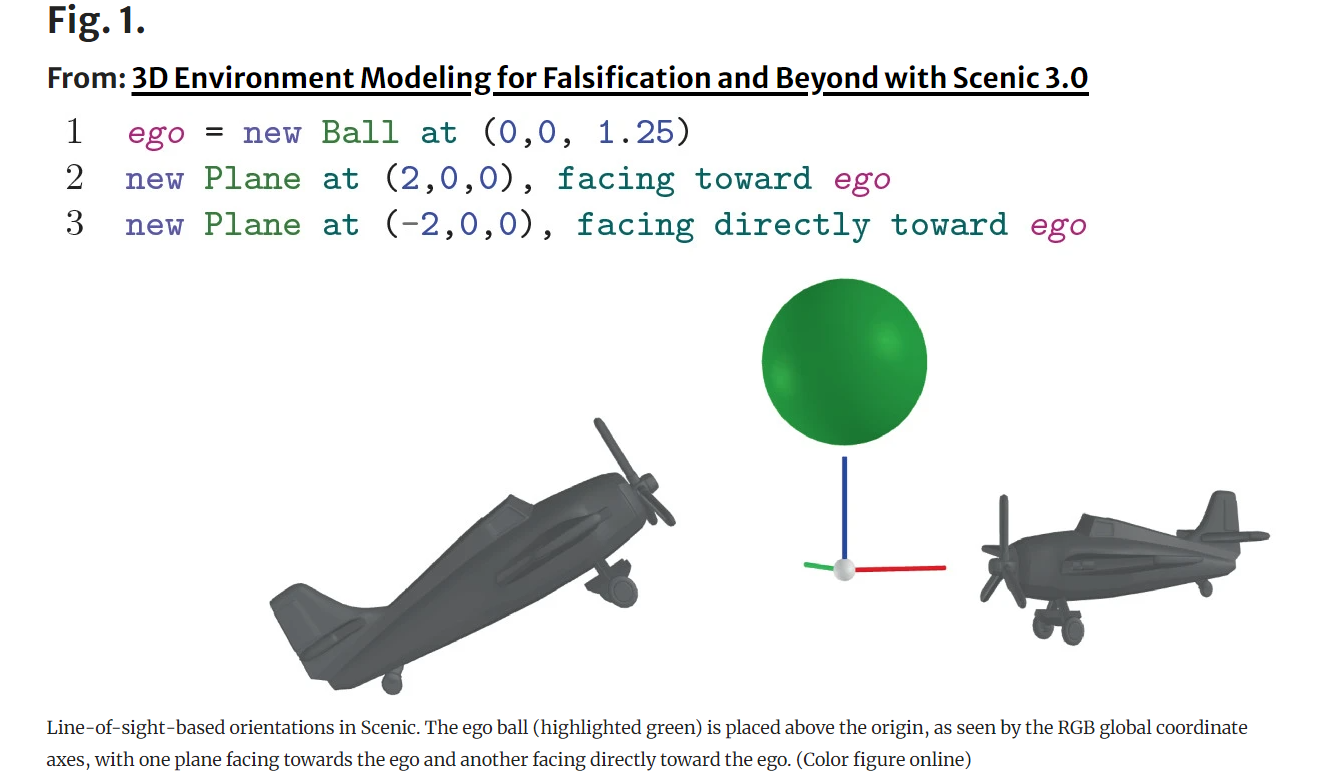 Fig. 1.
From: 3D Environment Modeling for Falsification and Beyond with Scenic 3.0
1 ego = new Ball at (0,0, 1.25)
2 new Plane at (2,0,0), facing toward ego
3 new Plane at (-2,0,0), facing directly toward ego
Line-of-sight-based orientations in Scenic. The ego ball (highlighted green) is placed above the origin, as seen by the RGB global coordinate
axes, with one plane facing towards the ego and another facing directly toward the ego. (Color figure online)